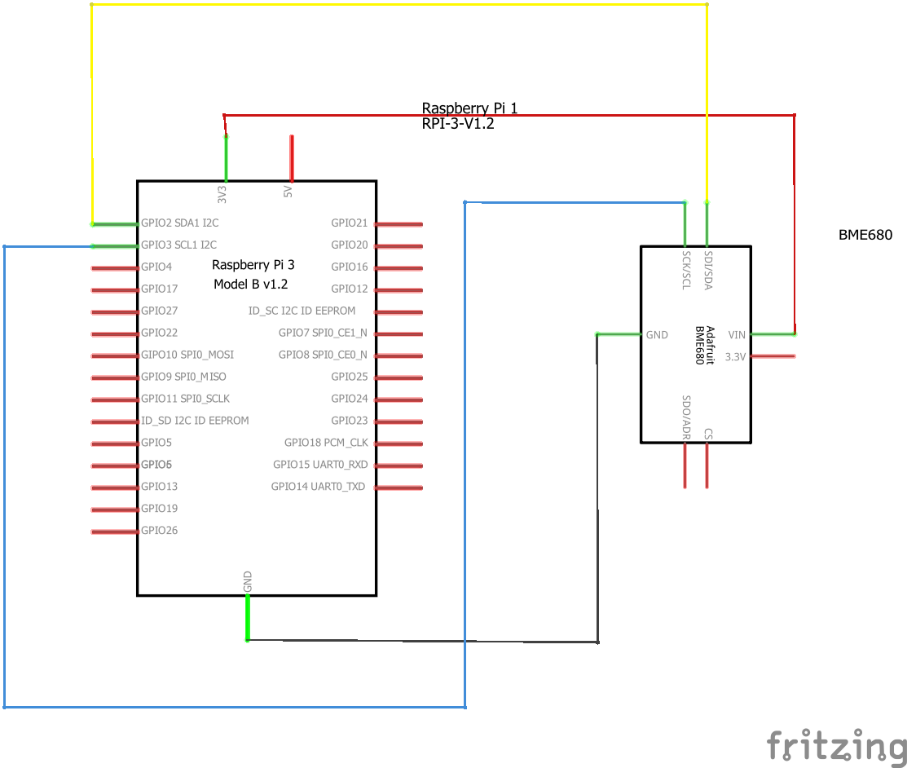 Raspberry Pi 1
RPI-3-V1.2
3V3
5V
GPIO2 SDA1 I2C
GPIO3 SCL1 I2C
GPIO4
GPIO17
GPIO27
GPIO22
GIPO10 SPI0_MOSI
GPIO9 SPI0_MISO
GPIO11 SPI0_SCLK
ID_SD I2C ID EEPROM
GPIO5
GPIO6
GPIO13
GPIO19
GPIO26
Raspberry Pi 3
Model B v1.2
GPIO21
GPIO20
GPIO16
GPIO12
ID_SC I2C ID EEPROM
GPIO7 SPI0_CE1_N
GPIO8 SPI0_CE0_N
GPIO25
GPIO24
GPIO23
GPIO18 PCM_CLK
GPIO15 UART0_RXD
GPIO14 UART0_TXD
GND
BME680
SCK/SCL
SDI/SDA
GND
Adafruit
BME680
VIN
3.3V
SDO/ADR
CS
fritzing